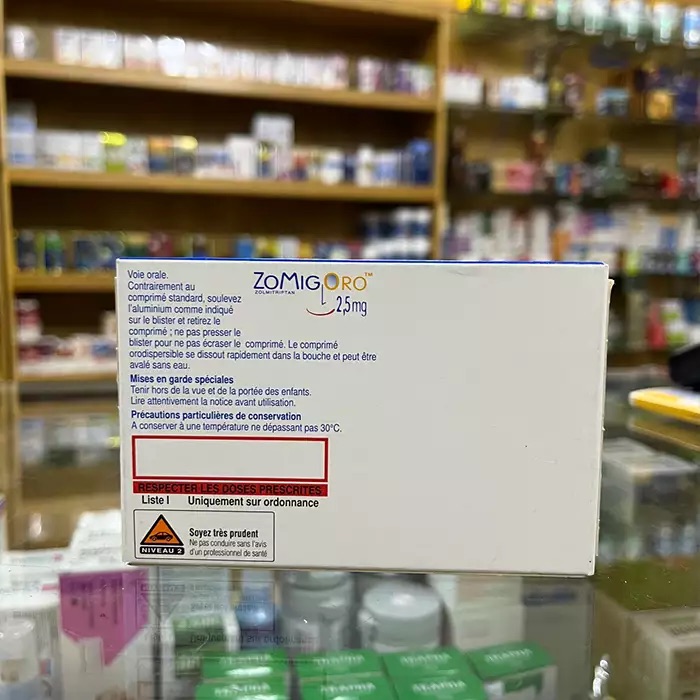 Voie orale.
Contrairement au
comprimé standard, soulevez
l'aluminium comme indiqué
sur le blister et retirez le
comprimé ; ne pas presser le
blister pour ne pas écraser le comprimé. Le comprimé
orodispersible se dissout rapidement dans la bouche et peut être
avalé sans eau.
ZOMIGORO™
ZOLMITRIPTAN
2,5 mg
Mises en garde spéciales
Tenir hors de la vue et de la portée des enfants.
Lire attentivement la notice avant utilisation.
Précautions particulières de conservation
A conserver à une température ne dépassant pas 30°C.
RESPECTER LES DOSES PRESCRITES
Liste I Uniquement sur ordonnance
NIVEAU 2
Soyez très prudent
Ne pas conduire sans l'avis
d'un professionnel de santé